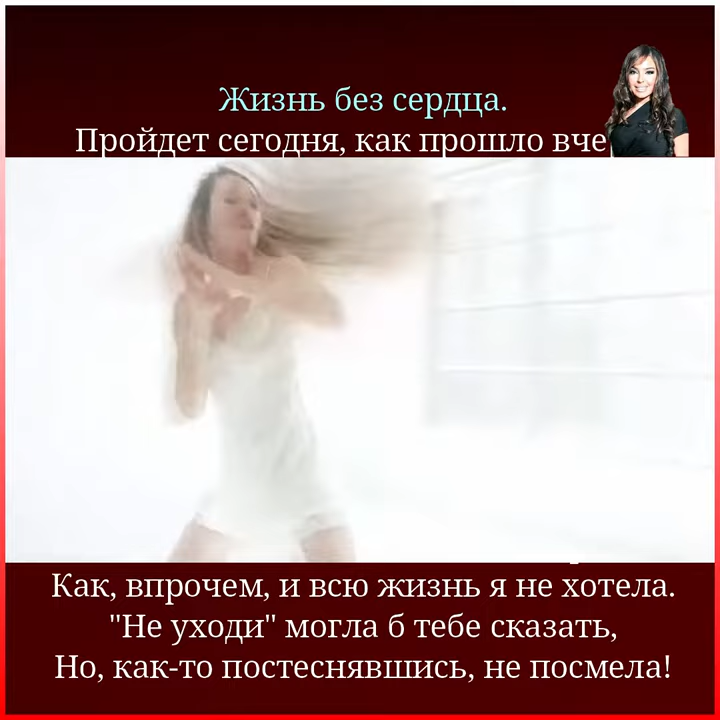 Жизнь без сердца.
Пройдет сегодня, как прошло
Как, впрочем, и всю жизнь я не хотела.
"Не уходи" могла б тебе сказать,
Но, как-то постеснявшись, не посмела!